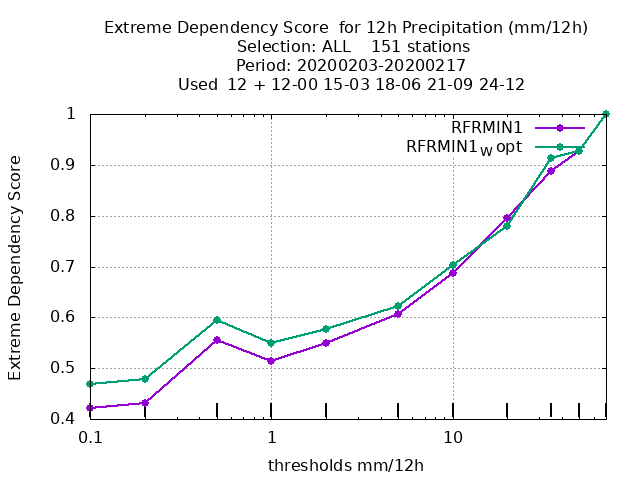 Extreme Dependency Score  for 12h Precipitation (mm/12h)
Selection: ALL    151 stations
Period: 20200203-20200217
Used  12 + 12-00 15-03 18-06 21-09 24-12
RFRMIN1
RFRMIN1W opt
1
0.9
0.8
0.7
0.6
0.5
0.4
Extreme Dependency Score
0.1 1 10
thresholds mm/12h